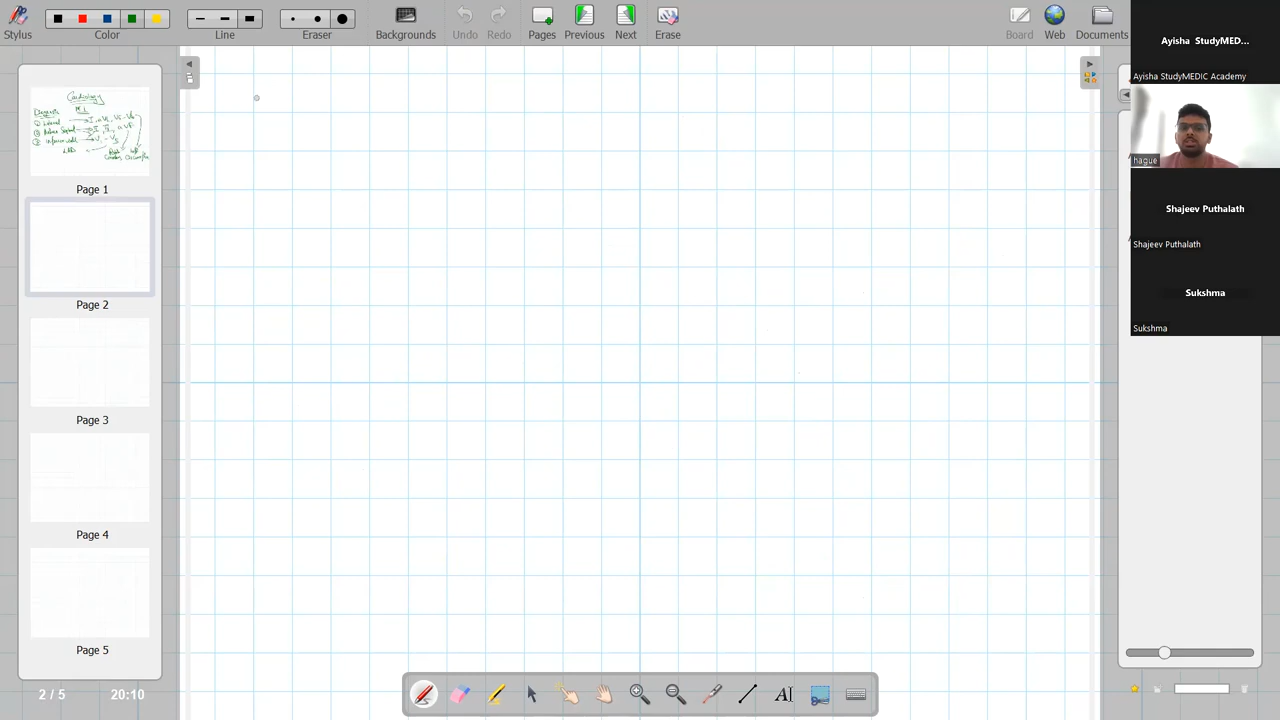 Stylus
Color
Line
Eraser
Backgrounds
Undo
Redo
Pages
Previous
Next
Erase
Board
Web
Documents
Ayisha StudyMED...
Ayisha StudyMEDIC Academy
hague
Shajeev Puthalath
Shajeev Puthalath
Sukshma
Sukshma
Cardiology
Page 1
Page 2
Page 3
Page 4
Page 5
2 / 5
20:10